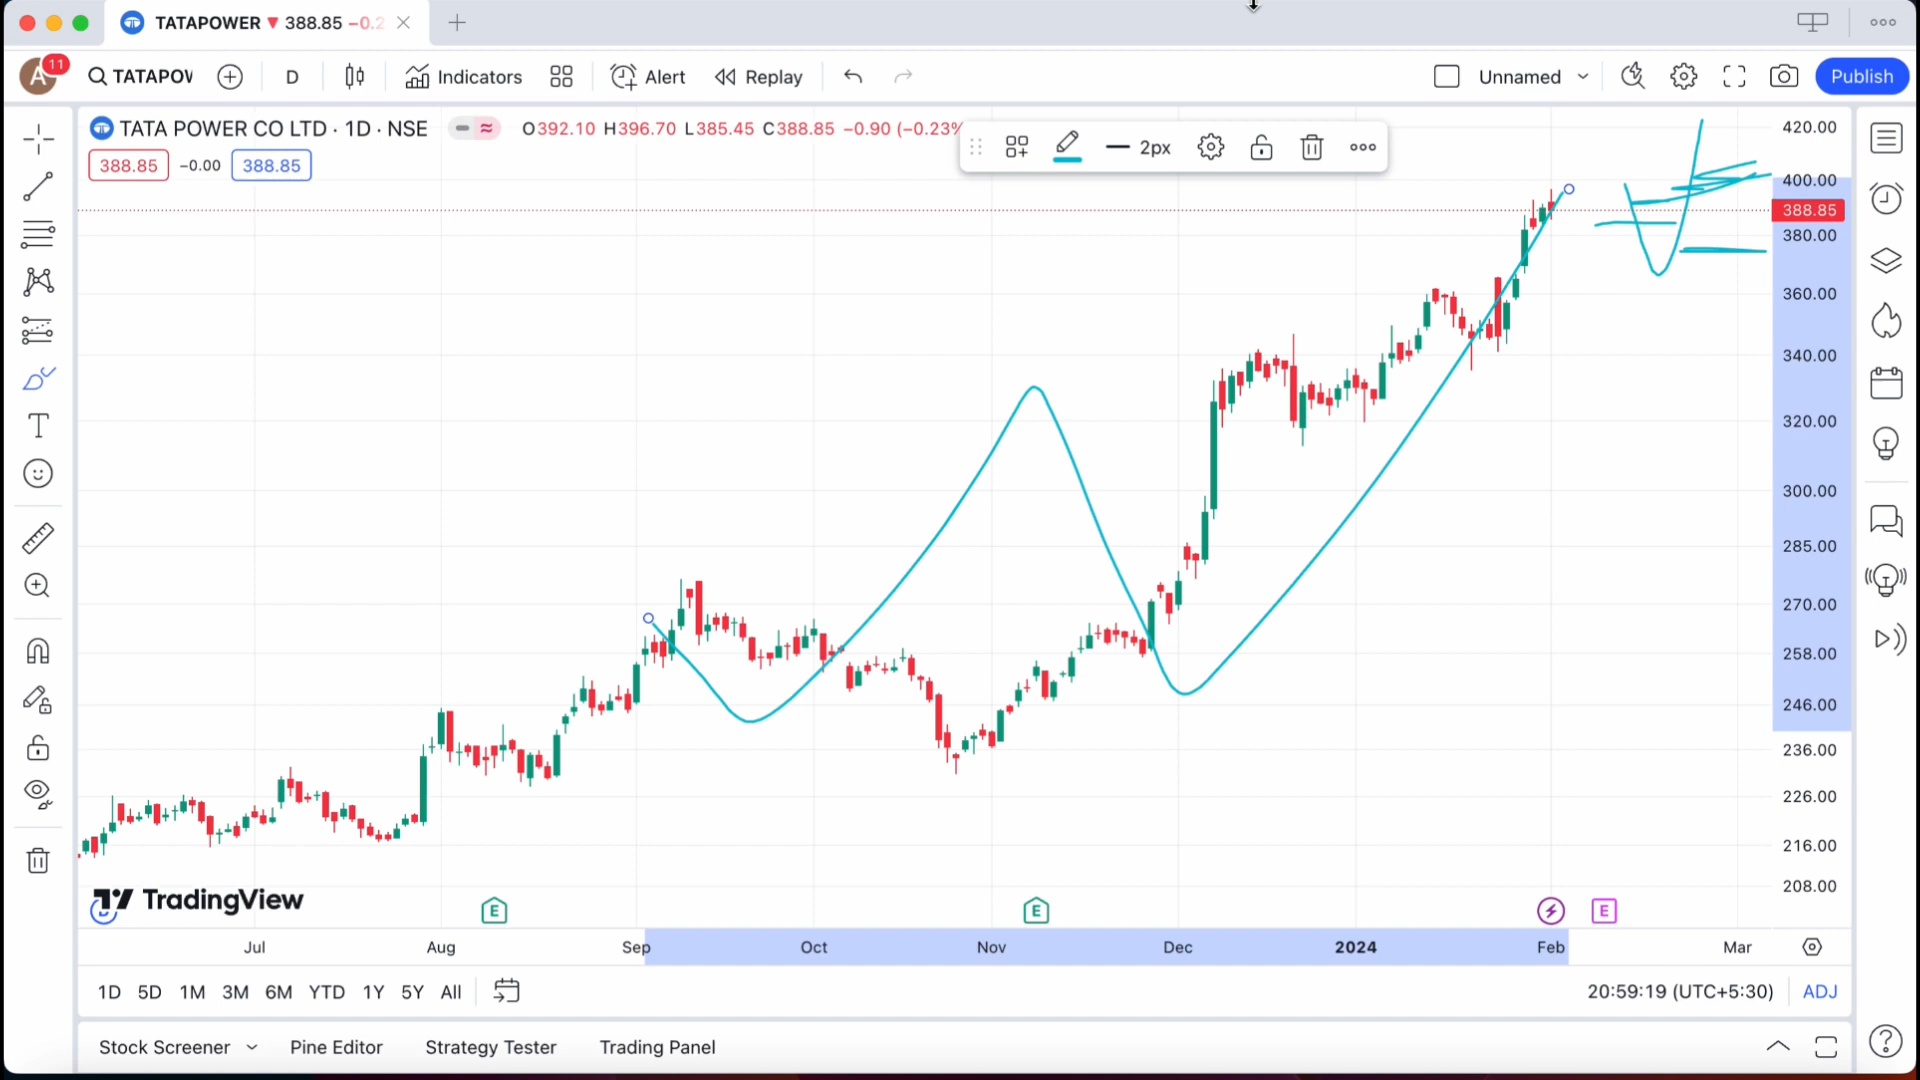 TATAPOWER ▼ 388.85 −0.2
A 11 TATAPOW D Indicators Alert Replay Unnamed Publish
TATA POWER CO LTD · 1D · NSE O392.10 H396.70 L385.45 C388.85 −0.90 (−0.23%
388.85 −0.00 388.85
2px
420.00
400.00
388.85
380.00
360.00
340.00
320.00
300.00
285.00
270.00
258.00
246.00
236.00
226.00
216.00
208.00
TradingView
E E E
Jul Aug Sep Oct Nov Dec 2024 Feb Mar
1D 5D 1M 3M 6M YTD 1Y 5Y All 20:59:19 (UTC+5:30) ADJ
Stock Screener Pine Editor Strategy Tester Trading Panel